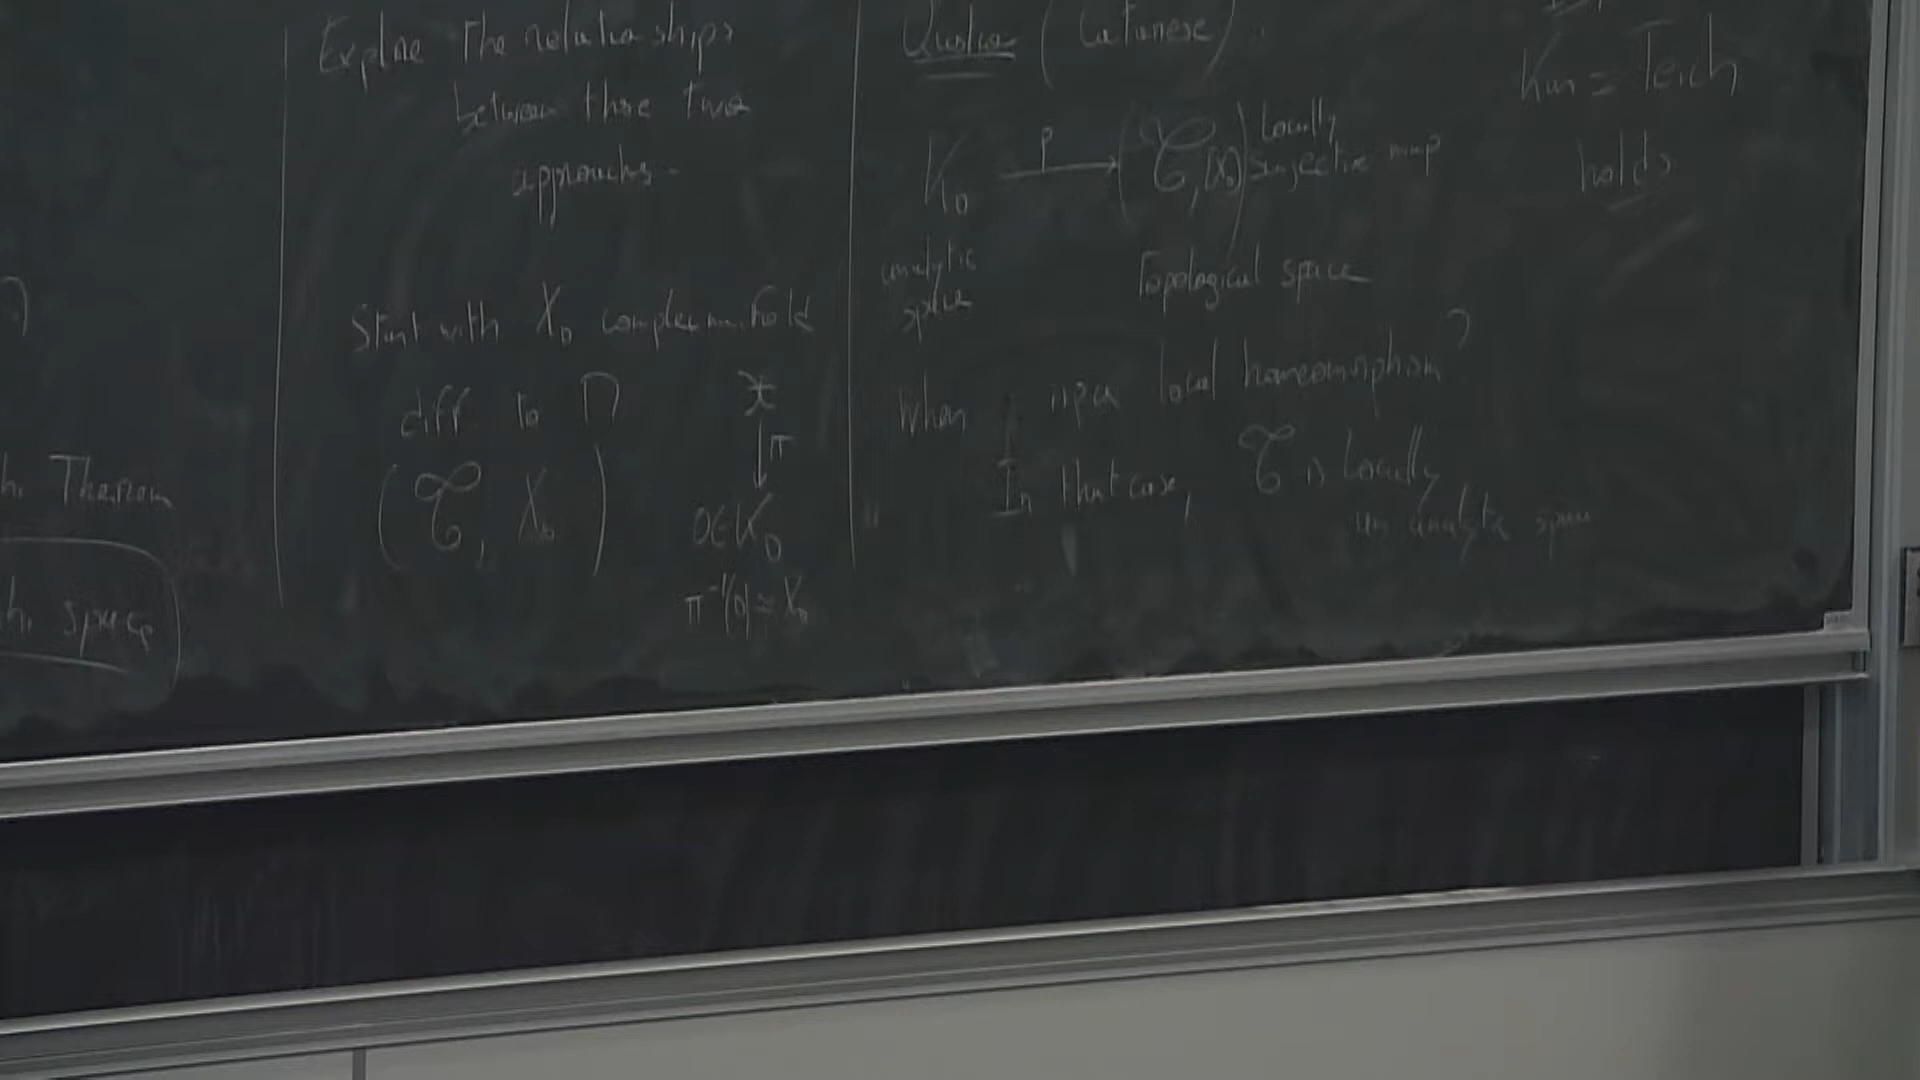 ?
Theorem
space
Explore The relationships
between these two
approaches.
Start with X₀ complex manifold
diff to M
(𝒯, X₀)
𝒳
↓π
0∈K₀
π⁻¹(0) ≃ X₀
Question (Catanese)
K₀ —p→ (𝒯, X₀) Locally
surjective map
analytic
space
Topological space
When is p a local homeomorphism?
In that case, 𝒯 is Locally
an analytic space
Kur = Teich
holds